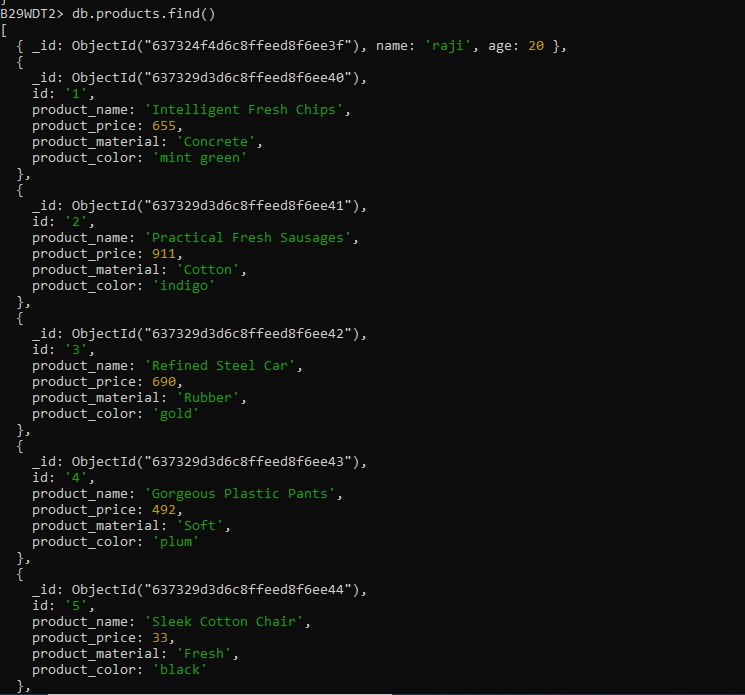 B29WDT2> db.products.find()
[
  { _id: ObjectId("637324f4d6c8ffeed8f6ee3f"), name: 'raji', age: 20 },
  {
    _id: ObjectId("637329d3d6c8ffeed8f6ee40"),
    id: '1',
    product_name: 'Intelligent Fresh Chips',
    product_price: 655,
    product_material: 'Concrete',
    product_color: 'mint green'
  },
  {
    _id: ObjectId("637329d3d6c8ffeed8f6ee41"),
    id: '2',
    product_name: 'Practical Fresh Sausages',
    product_price: 911,
    product_material: 'Cotton',
    product_color: 'indigo'
  },
  {
    _id: ObjectId("637329d3d6c8ffeed8f6ee42"),
    id: '3',
    product_name: 'Refined Steel Car',
    product_price: 690,
    product_material: 'Rubber',
    product_color: 'gold'
  },
  {
    _id: ObjectId("637329d3d6c8ffeed8f6ee43"),
    id: '4',
    product_name: 'Gorgeous Plastic Pants',
    product_price: 492,
    product_material: 'Soft',
    product_color: 'plum'
  },
  {
    _id: ObjectId("637329d3d6c8ffeed8f6ee44"),
    id: '5',
    product_name: 'Sleek Cotton Chair',
    product_price: 33,
    product_material: 'Fresh',
    product_color: 'black'
  },